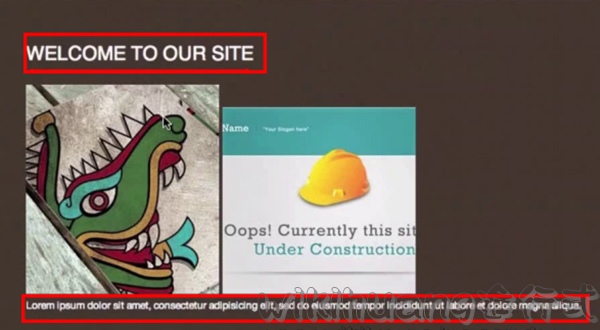 WELCOME TO OUR SITE
Name "Your Slogan here"
Oops! Currently this sit
Under Construction
Lorem ipsum dolor sit amet, consectetur adipisicing elit, sed do eiusmod tempor incididunt ut labore et dolore magna aliqua.